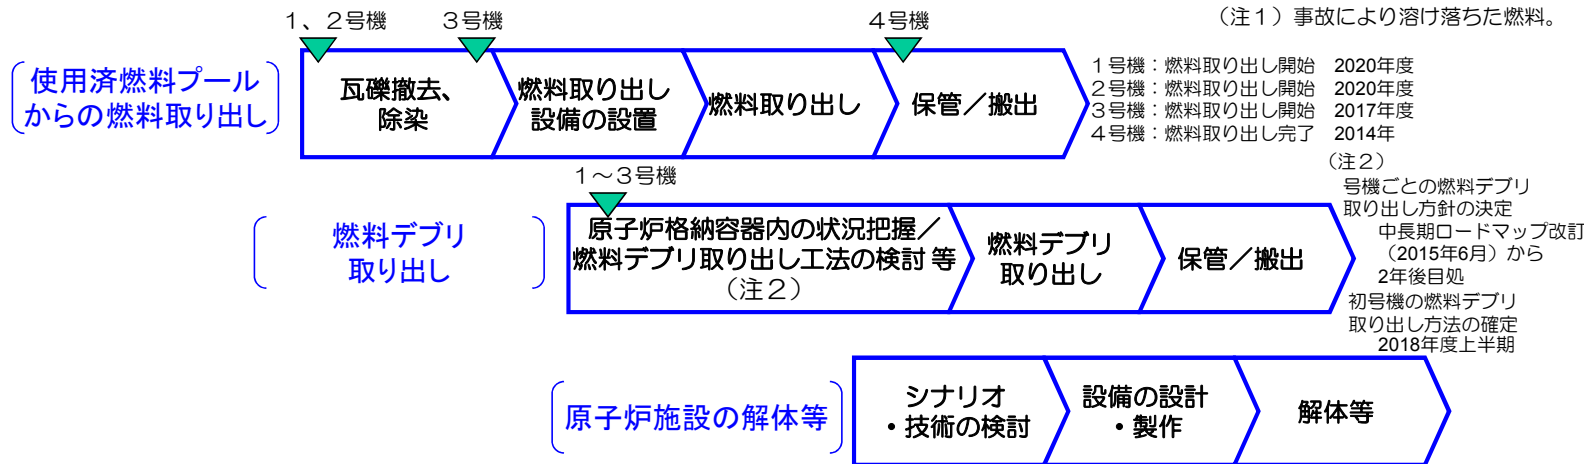 （注１）事故により溶け落ちた燃料。
１、２号機
３号機
４号機
使用済燃料プール
からの燃料取り出し
瓦礫撤去、
除染
燃料取り出し
設備の設置
燃料取り出し
保管／搬出
１号機：燃料取り出し開始　2020年度
２号機：燃料取り出し開始　2020年度
３号機：燃料取り出し開始　2017年度
４号機：燃料取り出し完了　2014年
１～３号機
燃料デブリ
取り出し
原子炉格納容器内の状況把握／
燃料デブリ取り出し工法の検討 等
（注２）
燃料デブリ
取り出し
保管／搬出
（注２）
号機ごとの燃料デブリ
取り出し方針の決定
中長期ロードマップ改訂
（2015年6月）から
2年後目処
初号機の燃料デブリ
取り出し方法の確定
2018年度上半期
原子炉施設の解体等
シナリオ
・技術の検討
設備の設計
・製作
解体等